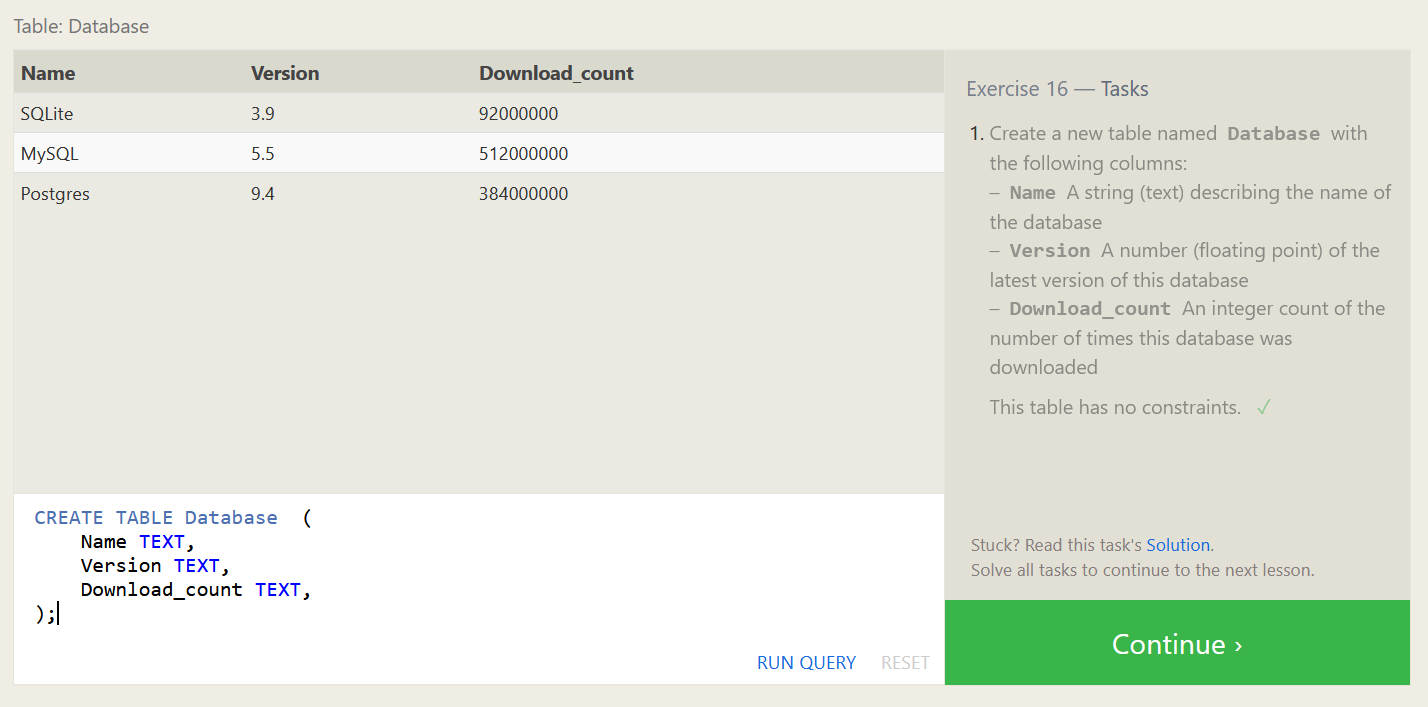 Table: Database
Name Version Download_count
SQLite 3.9 92000000
MySQL 5.5 512000000
Postgres 9.4 384000000
CREATE TABLE Database  (
    Name TEXT,
    Version TEXT,
    Download_count TEXT,
);
RUN QUERY RESET
Exercise 16 — Tasks
1. Create a new table named Database with
the following columns:
– Name A string (text) describing the name of
the database
– Version A number (floating point) of the
latest version of this database
– Download_count An integer count of the
number of times this database was
downloaded
This table has no constraints. ✓
Stuck? Read this task's Solution.
Solve all tasks to continue to the next lesson.
Continue ›